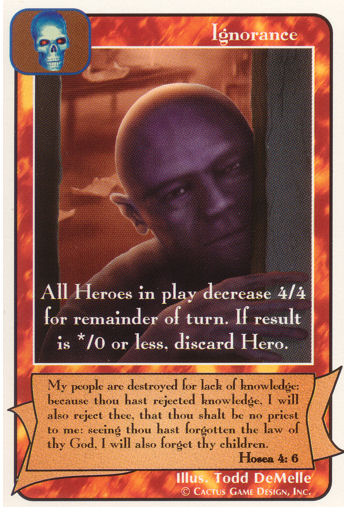 Ignorance
All Heroes in play decrease 4/4
for remainder of turn. If result
is */0 or less, discard Hero.
My people are destroyed for lack of knowledge:
because thou hast rejected knowledge, I will
also reject thee, that thou shalt be no priest
to me: seeing thou hast forgotten the law of
thy God, I will also forget thy children.
Hosea 4: 6
Illus. Todd DeMelle
© Cactus Game Design, Inc.